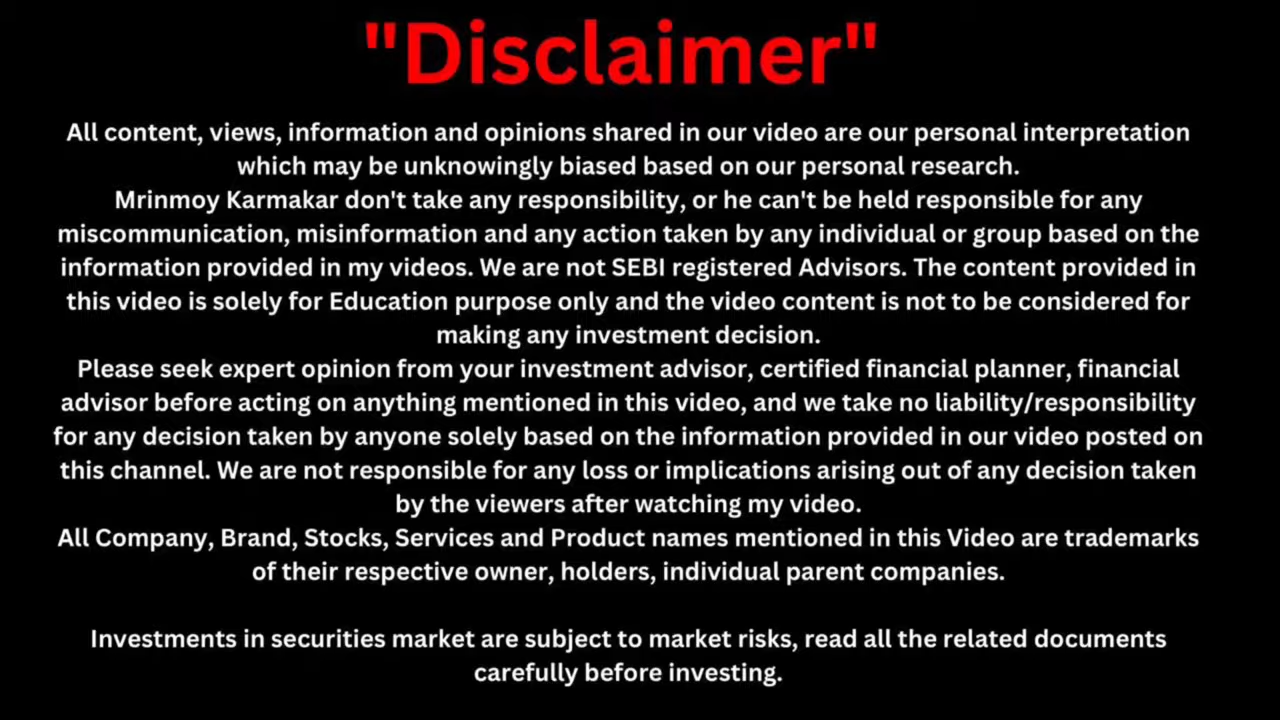 "Disclaimer"
All content, views, information and opinions shared in our video are our personal interpretation
which may be unknowingly biased based on our personal research.
Mrinmoy Karmakar don't take any responsibility, or he can't be held responsible for any
miscommunication, misinformation and any action taken by any individual or group based on the
information provided in my videos. We are not SEBI registered Advisors. The content provided in
this video is solely for Education purpose only and the video content is not to be considered for
making any investment decision.
Please seek expert opinion from your investment advisor, certified financial planner, financial
advisor before acting on anything mentioned in this video, and we take no liability/responsibility
for any decision taken by anyone solely based on the information provided in our video posted on
this channel. We are not responsible for any loss or implications arising out of any decision taken
by the viewers after watching my video.
All Company, Brand, Stocks, Services and Product names mentioned in this Video are trademarks
of their respective owner, holders, individual parent companies.
Investments in securities market are subject to market risks, read all the related documents
carefully before investing.